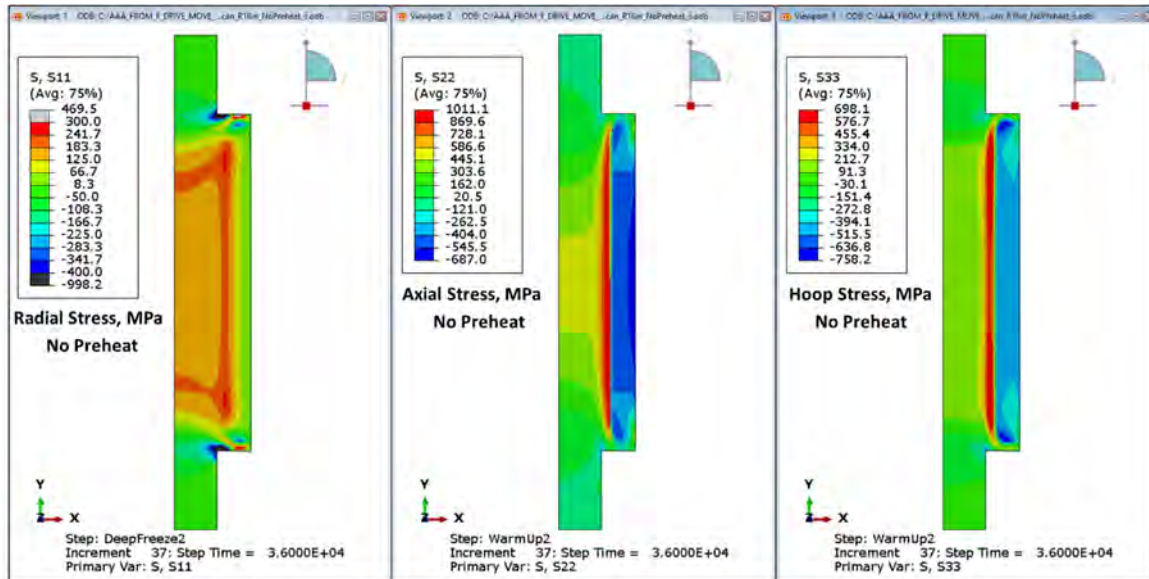 Viewport: 1
S, S11
(Avg: 75%)
469.5
300.0
241.7
183.3
125.0
66.7
8.3
-50.0
-108.3
-166.7
-225.0
-283.3
-341.7
-400.0
-998.2
Radial Stress, MPa
No Preheat
Y
Z X
Step: DeepFreeze2
Increment 37: Step Time = 3.6000E+04
Primary Var: S, S11
Viewport: 2
S, S22
(Avg: 75%)
1011.1
869.6
728.1
586.6
445.1
303.6
162.0
20.5
-121.0
-262.5
-404.0
-545.5
-687.0
Axial Stress, MPa
No Preheat
Y
Z X
Step: WarmUp2
Increment 37: Step Time = 3.6000E+04
Primary Var: S, S22
S, S33
(Avg: 75%)
698.1
576.7
455.4
334.0
212.7
91.3
-30.1
-151.4
-272.8
-394.1
-515.5
-636.8
-758.2
Hoop Stress, MPa
No Preheat
Y
Z X
Step: WarmUp2
Increment 37: Step Time = 3.6000E+04
Primary Var: S, S33